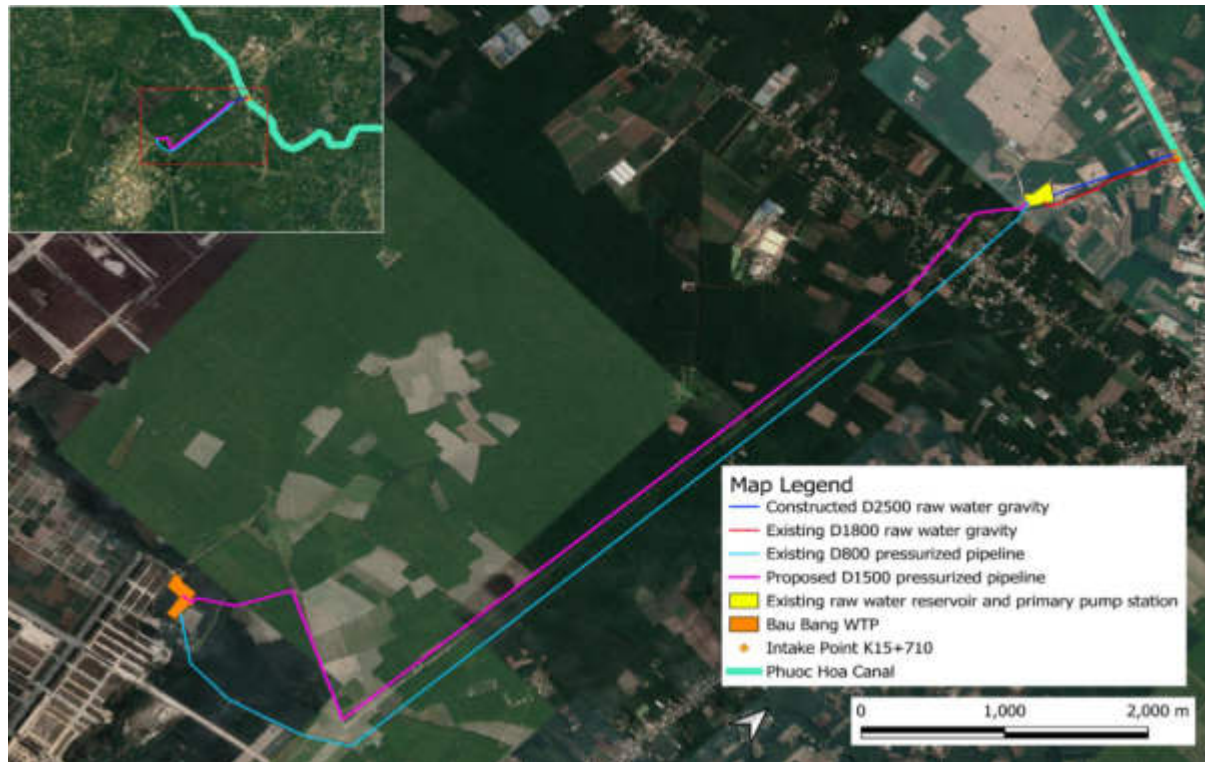 Map Legend
Constructed D2500 raw water gravity
Existing D1800 raw water gravity
Existing D800 pressurized pipeline
Proposed D1500 pressurized pipeline
Existing raw water reservoir and primary pump station
Bau Bang WTP
Intake Point K15+710
Phuoc Hoa Canal
0 1,000 2,000 m